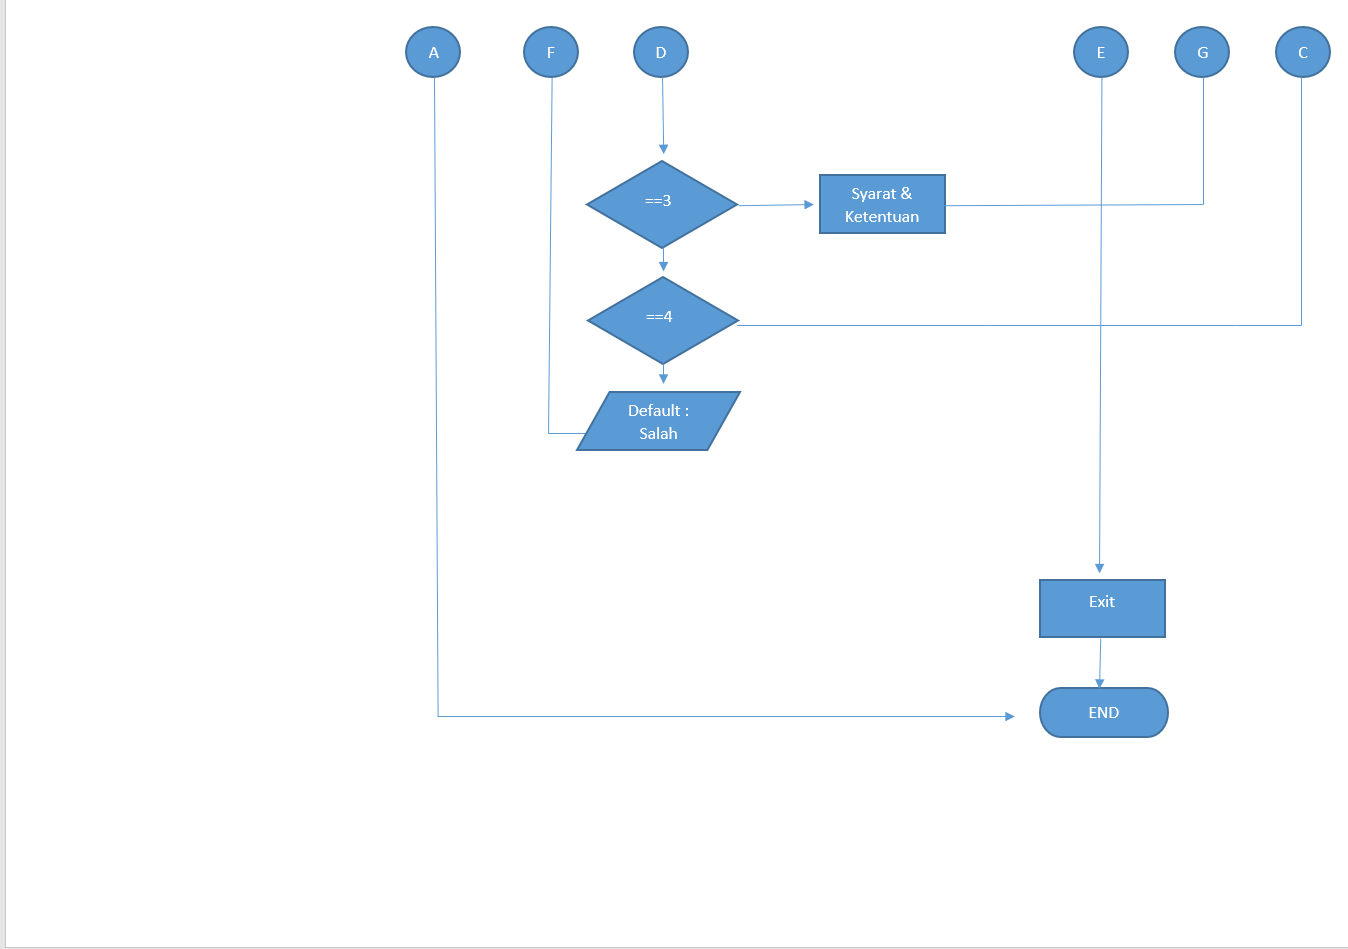 A
F
D
E
G
C
==3
Syarat &
Ketentuan
==4
Default :
Salah
Exit
END